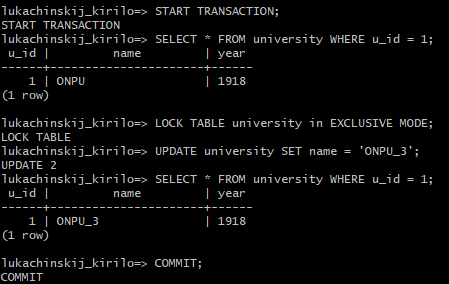 lukachinskij_kirilo=> START TRANSACTION;
START TRANSACTION
lukachinskij_kirilo=> SELECT * FROM university WHERE u_id = 1;
 u_id |         name         | year
------+----------------------+------
    1 | ONPU                 | 1918
(1 row)
lukachinskij_kirilo=> LOCK TABLE university in EXCLUSIVE MODE;
LOCK TABLE
lukachinskij_kirilo=> UPDATE university SET name = 'ONPU_3';
UPDATE 2
lukachinskij_kirilo=> SELECT * FROM university WHERE u_id = 1;
 u_id |         name         | year
------+----------------------+------
    1 | ONPU_3               | 1918
(1 row)
lukachinskij_kirilo=> COMMIT;
COMMIT